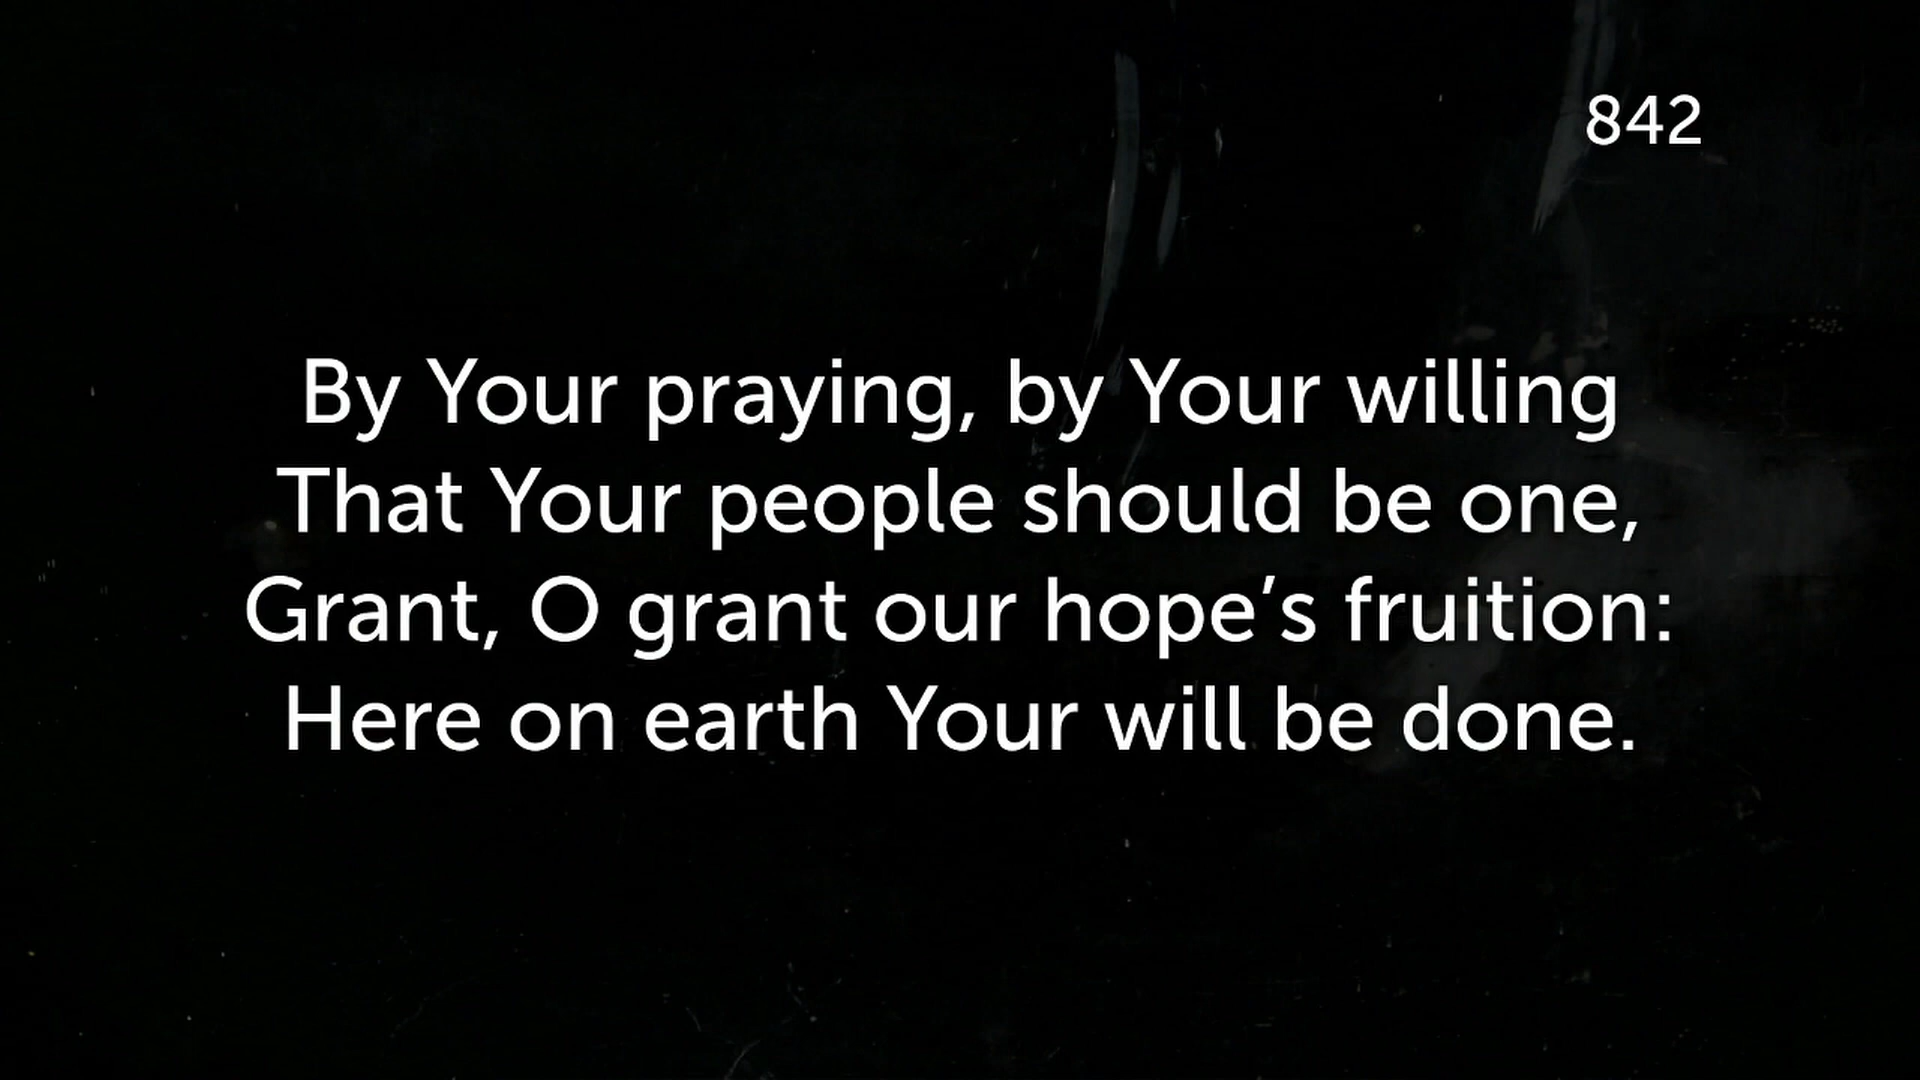 842
By Your praying, by Your willing
That Your people should be one,
Grant, O grant our hope’s fruition:
Here on earth Your will be done.